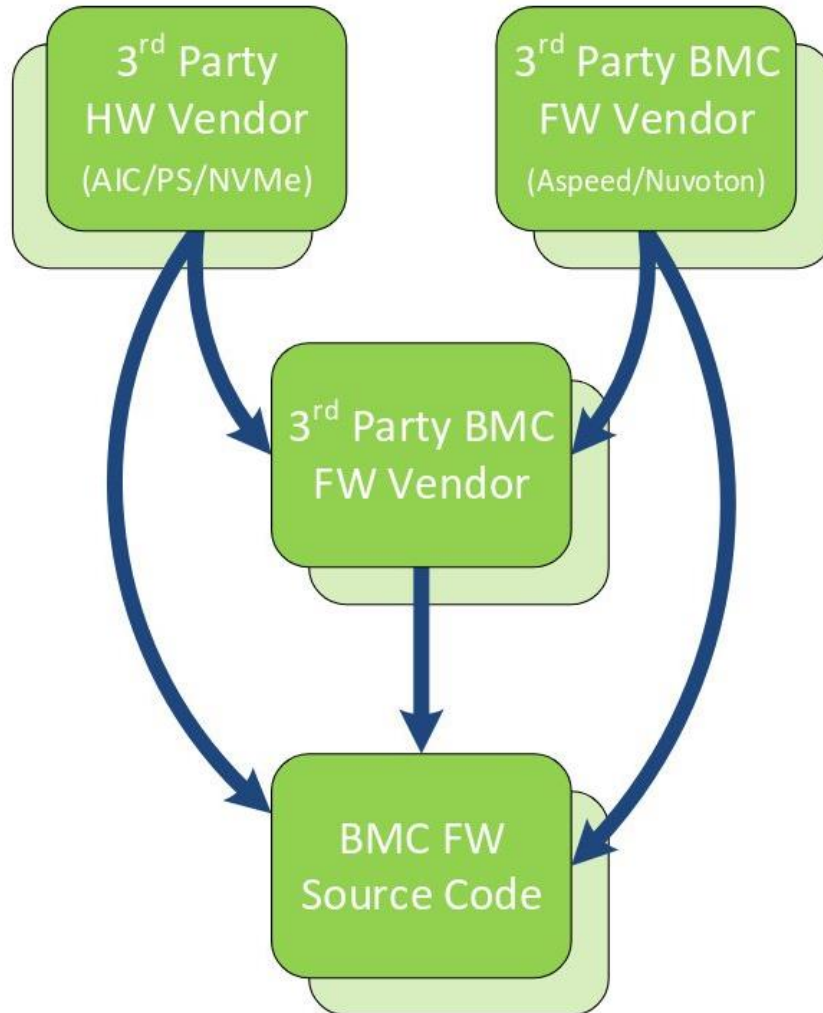 3rd Party
HW Vendor
(AIC/PS/NVMe)
3rd Party BMC
FW Vendor
(Aspeed/Nuvoton)
3rd Party BMC
FW Vendor
BMC FW
Source Code